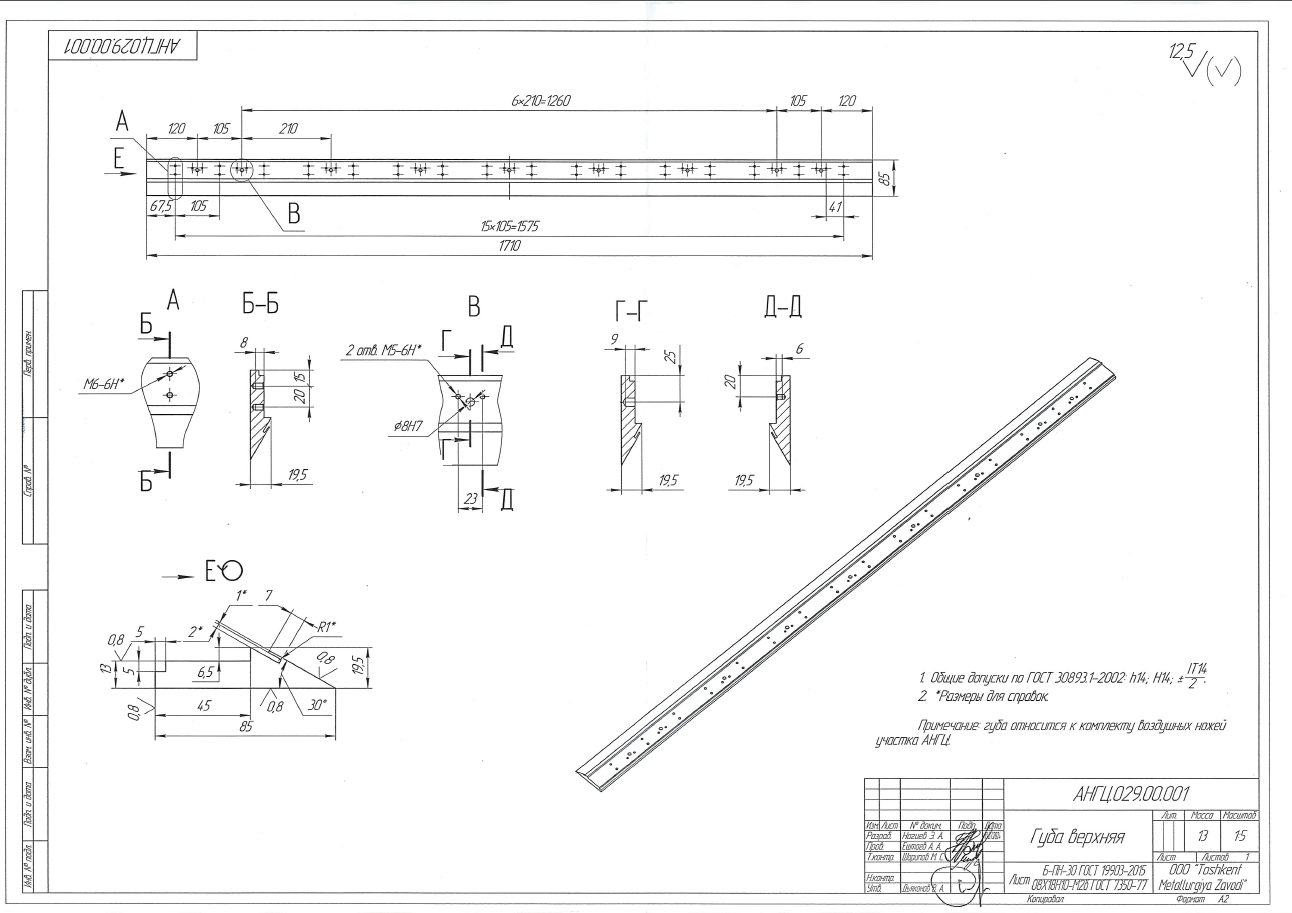 АНГЦ.029.00.001
12,5
6×210=1260
105
120
120
105
210
А
Е
В
85
67,5
105
41
15×105=1575
1710
А
Б-Б
В
Г-Г
Д-Д
Б
М6-6Н*
Б
8
15
20
19,5
2 отв. М5-6Н*
Г
Д
⌀8Н7
Г
Д
23
9
25
19,5
20
6
19,5
Е
1*
7
2*
R1*
0,8
5
13
5
6,5
0,8
19,5
0,8
0,8
30°
45
85
1. Общие допуски по ГОСТ 30893.1-2002: h14; H14; ± IT14/2.
2. *Размеры для справок.
Примечание: губа относится к комплекту воздушных ножей
участка АНГЦ.
Перв. примен.
Справ. №
Подп. и дата
Инв. № дубл.
Взам. инв. №
Подп. и дата
Инв. № подл.
АНГЦ.029.00.001
Изм. Лист № докум. Подп. Дата
Разраб. Нагиев Э. А.
Пров. Ештаев А. А.
Т.контр. Шарипов М. С.
Н.контр.
Утв. Дьяконов В. А.
Губа верхняя
Лит. Масса Масштаб
13 1:5
Лист Листов 1
Лист Б-ПН-30 ГОСТ 19903-2015
08Х18Н10-М2б ГОСТ 7350-77
ООО "Toshkent
Metallurgiya Zavodi"
Копировал Формат А2